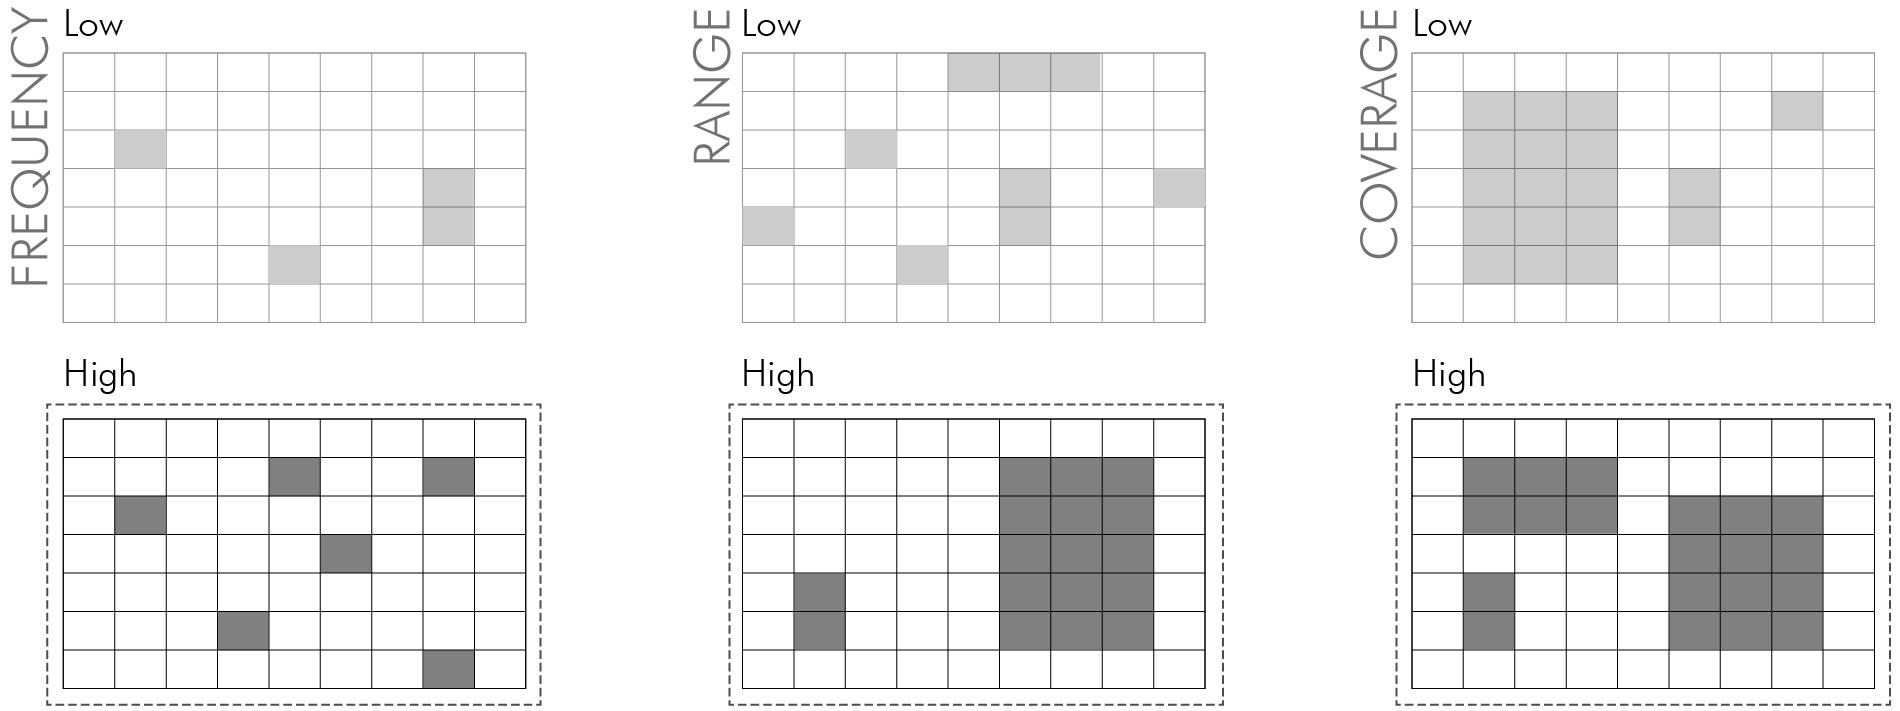 FREQUENCY
Low
High
RANGE
Low
High
COVERAGE
Low
High